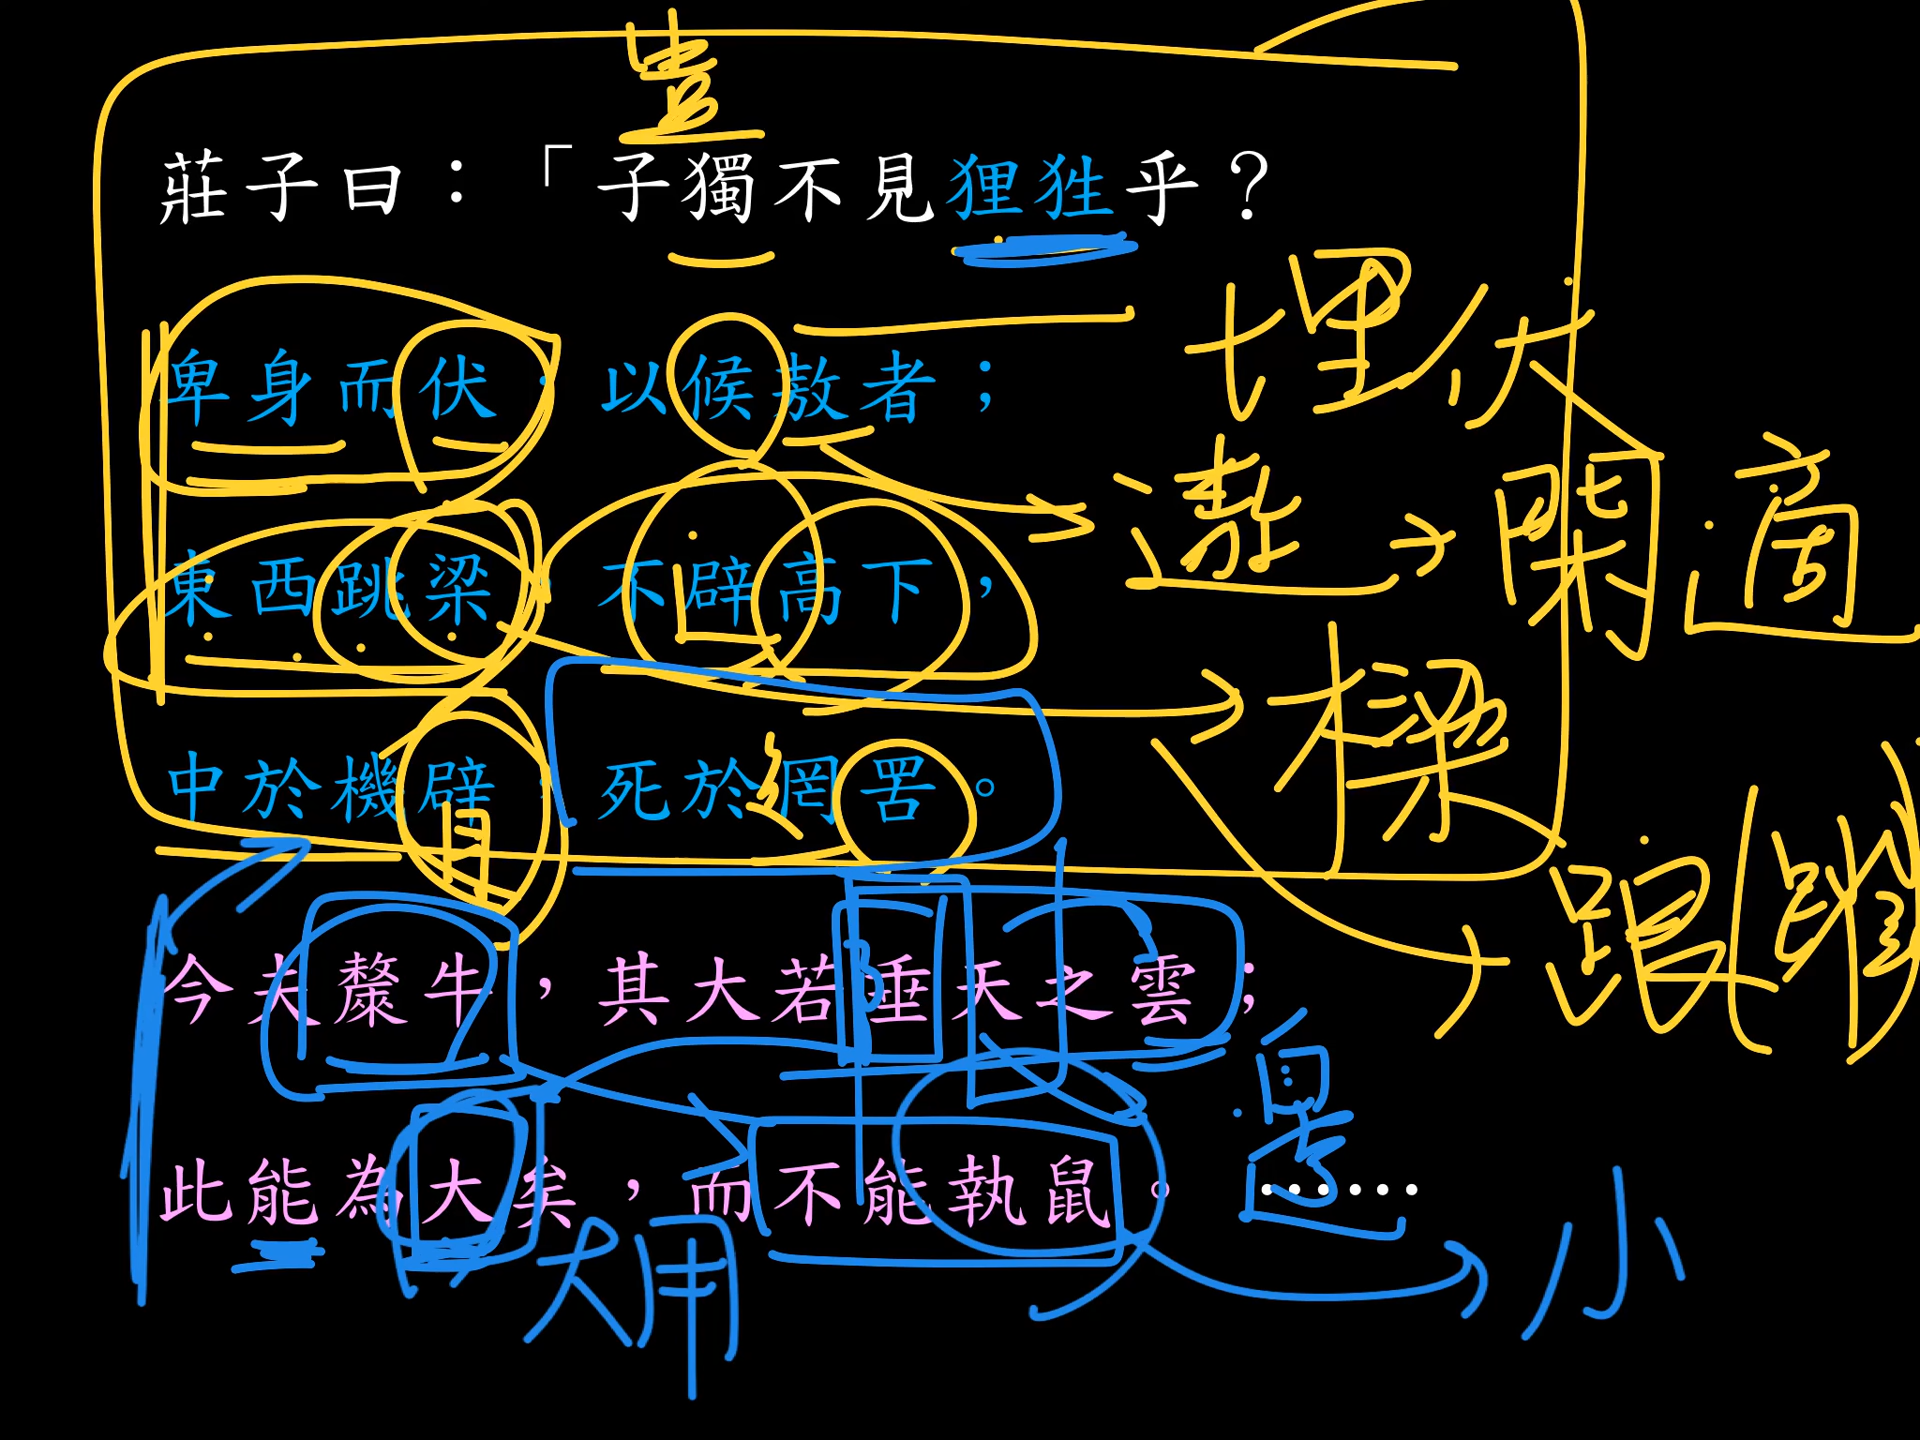 豈
莊子曰：「子獨不見狸狌乎？
卑身而伏，以候敖者；
埋伏
遨→閑適
東西跳梁，不辟高下，
樑
中於機辟，死於罔罟。
踉(跳
今夫斄牛，其大若垂天之雲；
邊
此能為大矣，而不能執鼠。……
大用
小